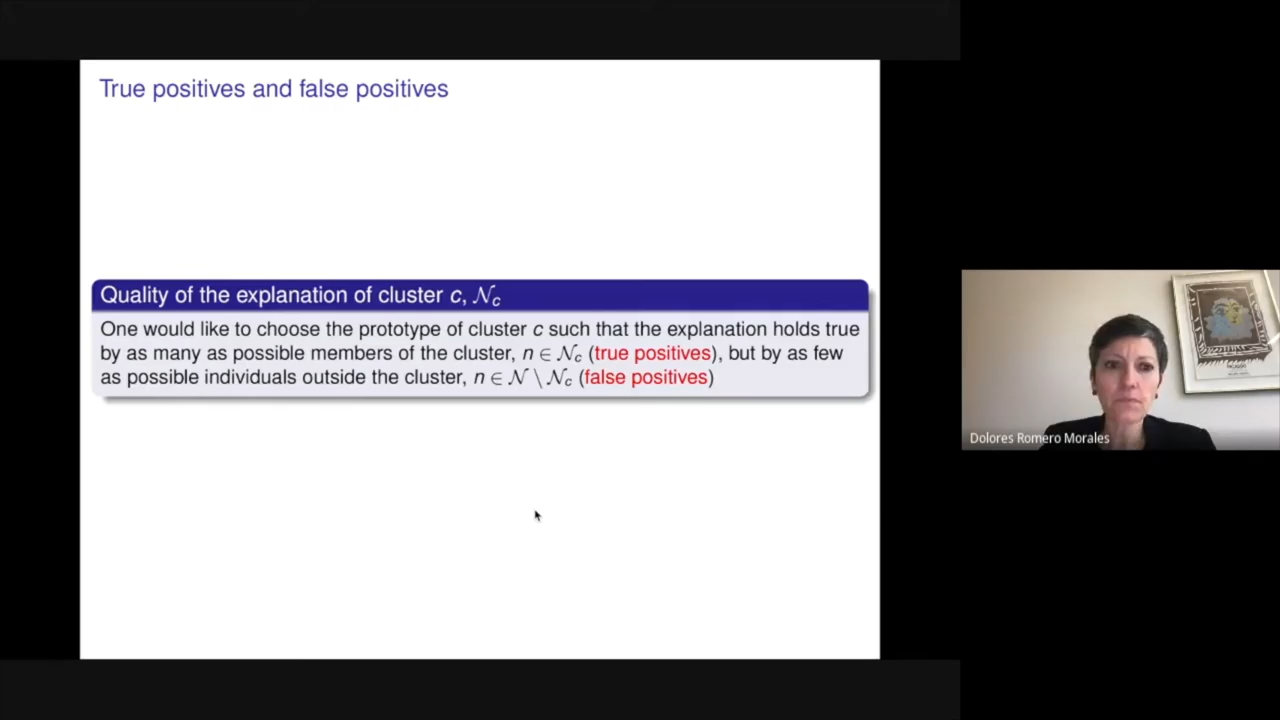 True positives and false positives
Quality of the explanation of cluster c, 𝒩c
One would like to choose the prototype of cluster c such that the explanation holds true
by as many as possible members of the cluster, n ∈ 𝒩c (true positives), but by as few
as possible individuals outside the cluster, n ∈ 𝒩 \ 𝒩c (false positives)
Dolores Romero Morales